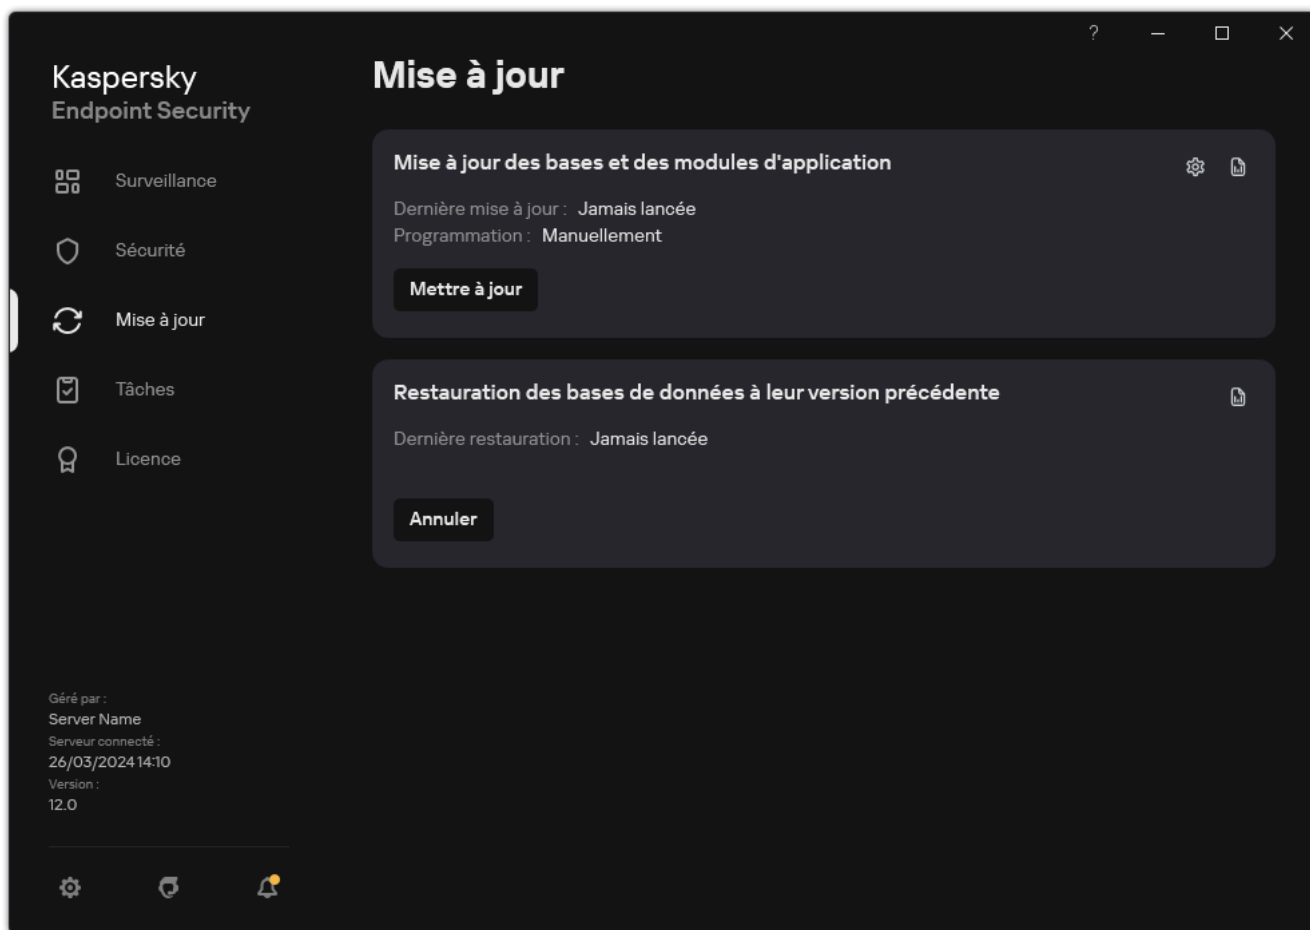 ?
Kaspersky
Endpoint Security
Surveillance
Sécurité
Mise à jour
Tâches
Licence
Géré par :
Server Name
Serveur connecté :
26/03/2024 14:10
Version :
12.0
Mise à jour
Mise à jour des bases et des modules d'application
Dernière mise à jour : Jamais lancée
Programmation : Manuellement
Mettre à jour
Restauration des bases de données à leur version précédente
Dernière restauration : Jamais lancée
Annuler